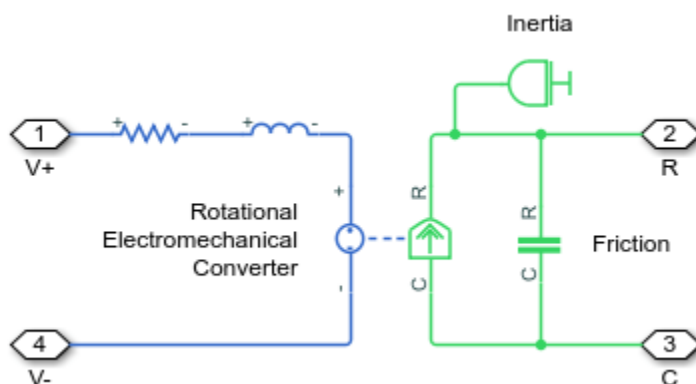 Inertia
1
V+
+
-
+
-
+
-
Rotational
Electromechanical
Converter
R
C
R
C
Friction
2
R
4
V-
3
C